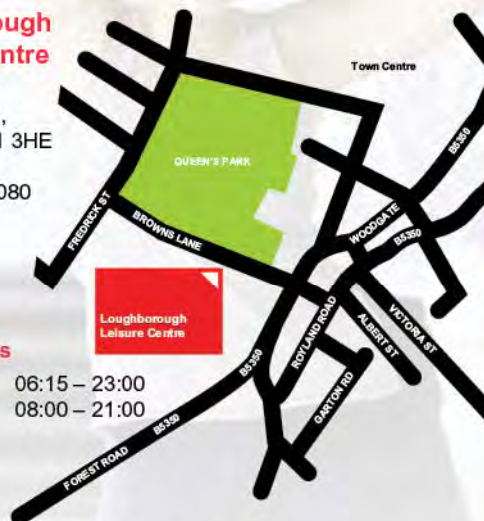 ough
entre
,
3HE
080
s
06:15 – 23:00
08:00 – 21:00
Town Centre
QUEEN'S PARK
FREDRICK ST
BROWNS LANE
Loughborough
Leisure Centre
B5350
WOODGATE
B5350
ROYLAND ROAD
ALBERT ST
VICTORIA ST
GARTON RD
B5350
B5350
FOREST ROAD